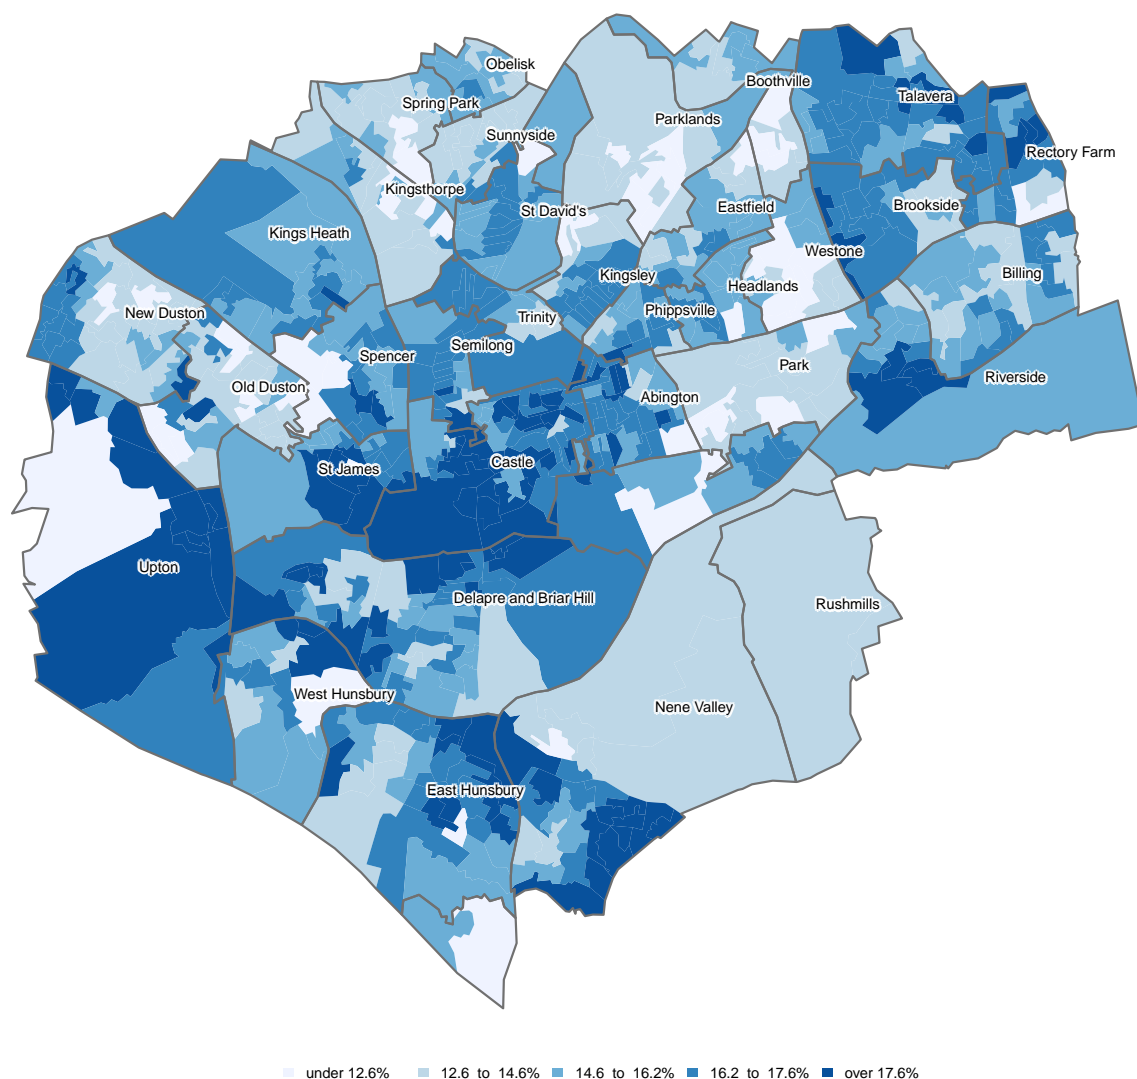 Obelisk
Boothville
Spring Park
Talavera
Parklands
Sunnyside
Rectory Farm
Kingsthorpe
St David's
Eastfield
Brookside
Kings Heath
Westone
Kingsley
Billing
Headlands
New Duston
Phippsville
Trinity
Semilong
Spencer
Park
Riverside
Old Duston
Abington
Castle
St James
Upton
Delapre and Briar Hill
Rushmills
West Hunsbury
Nene Valley
East Hunsbury
under 12.6% 12.6 to 14.6% 14.6 to 16.2% 16.2 to 17.6% over 17.6%